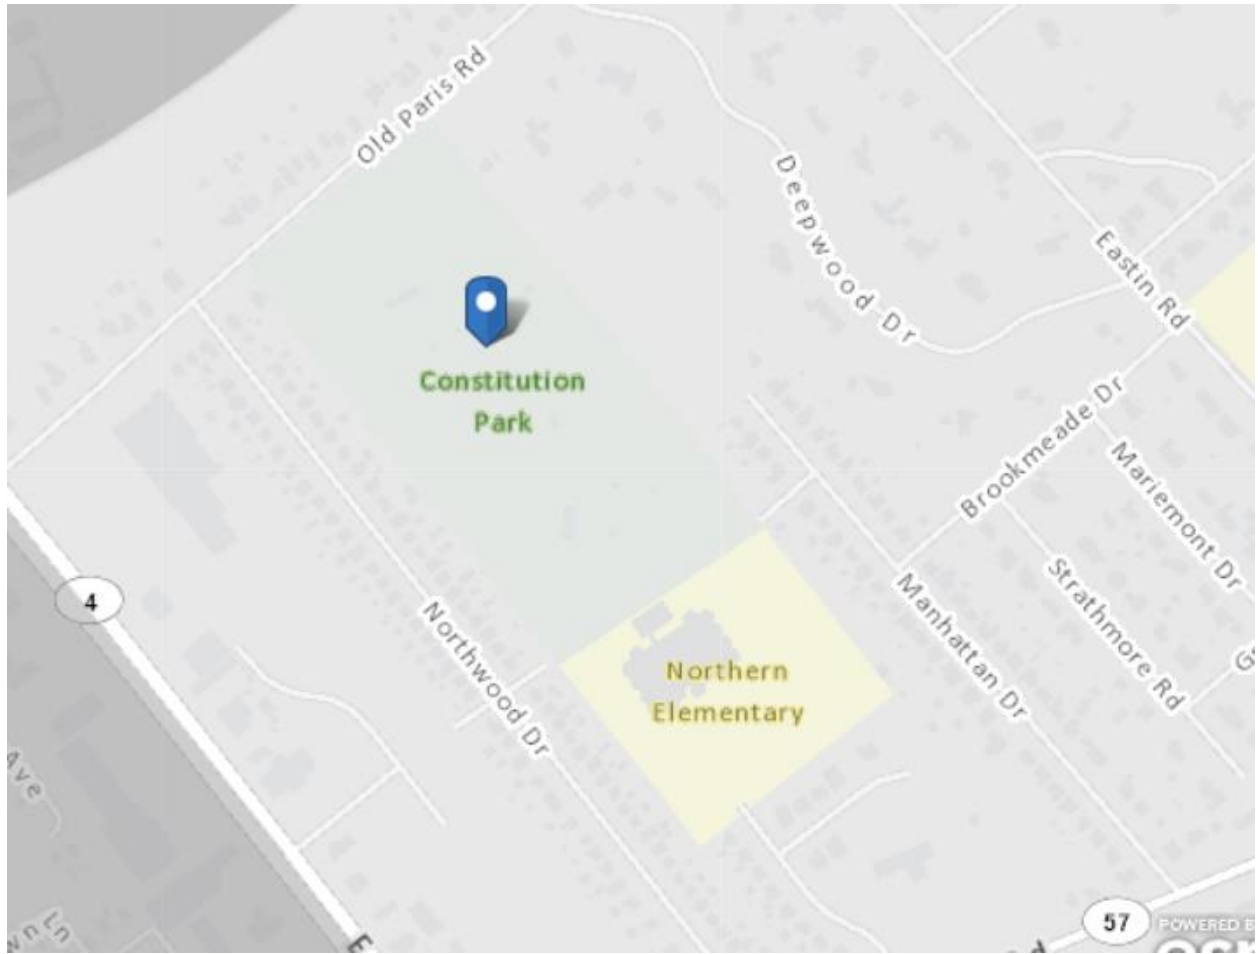 Old Paris Rd
Deepwood Dr
Eastin Rd
Constitution
Park
Brookmeade Dr
Mariemont Dr
4
Northwood Dr
Manhattan Dr
Strathmore Rd
Northern
Elementary
Ave
Ln
57
POWERED B